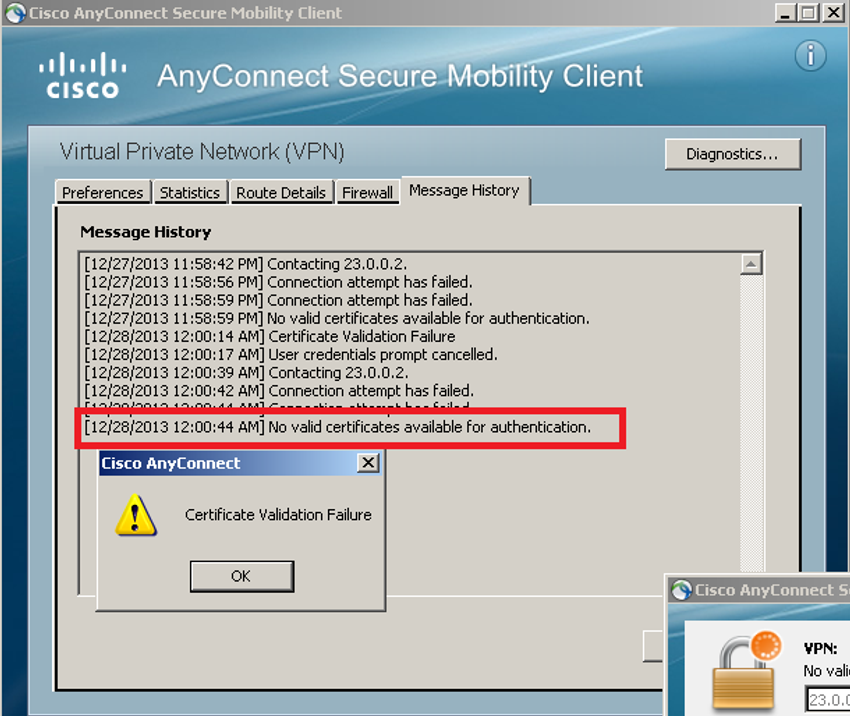 Cisco AnyConnect Secure Mobility Client
CISCO
AnyConnect Secure Mobility Client
Virtual Private Network (VPN)
Diagnostics...
Preferences Statistics Route Details Firewall Message History
Message History
[12/27/2013 11:58:42 PM] Contacting 23.0.0.2.
[12/27/2013 11:58:56 PM] Connection attempt has failed.
[12/27/2013 11:58:59 PM] Connection attempt has failed.
[12/27/2013 11:58:59 PM] No valid certificates available for authentication.
[12/28/2013 12:00:14 AM] Certificate Validation Failure
[12/28/2013 12:00:17 AM] User credentials prompt cancelled.
[12/28/2013 12:00:39 AM] Contacting 23.0.0.2.
[12/28/2013 12:00:42 AM] Connection attempt has failed.
[12/28/2013 12:00:44 AM] Connection attempt has failed.
[12/28/2013 12:00:44 AM] No valid certificates available for authentication.
Cisco AnyConnect
Certificate Validation Failure
OK
Cisco AnyConnect
VPN:
No
23.0.0